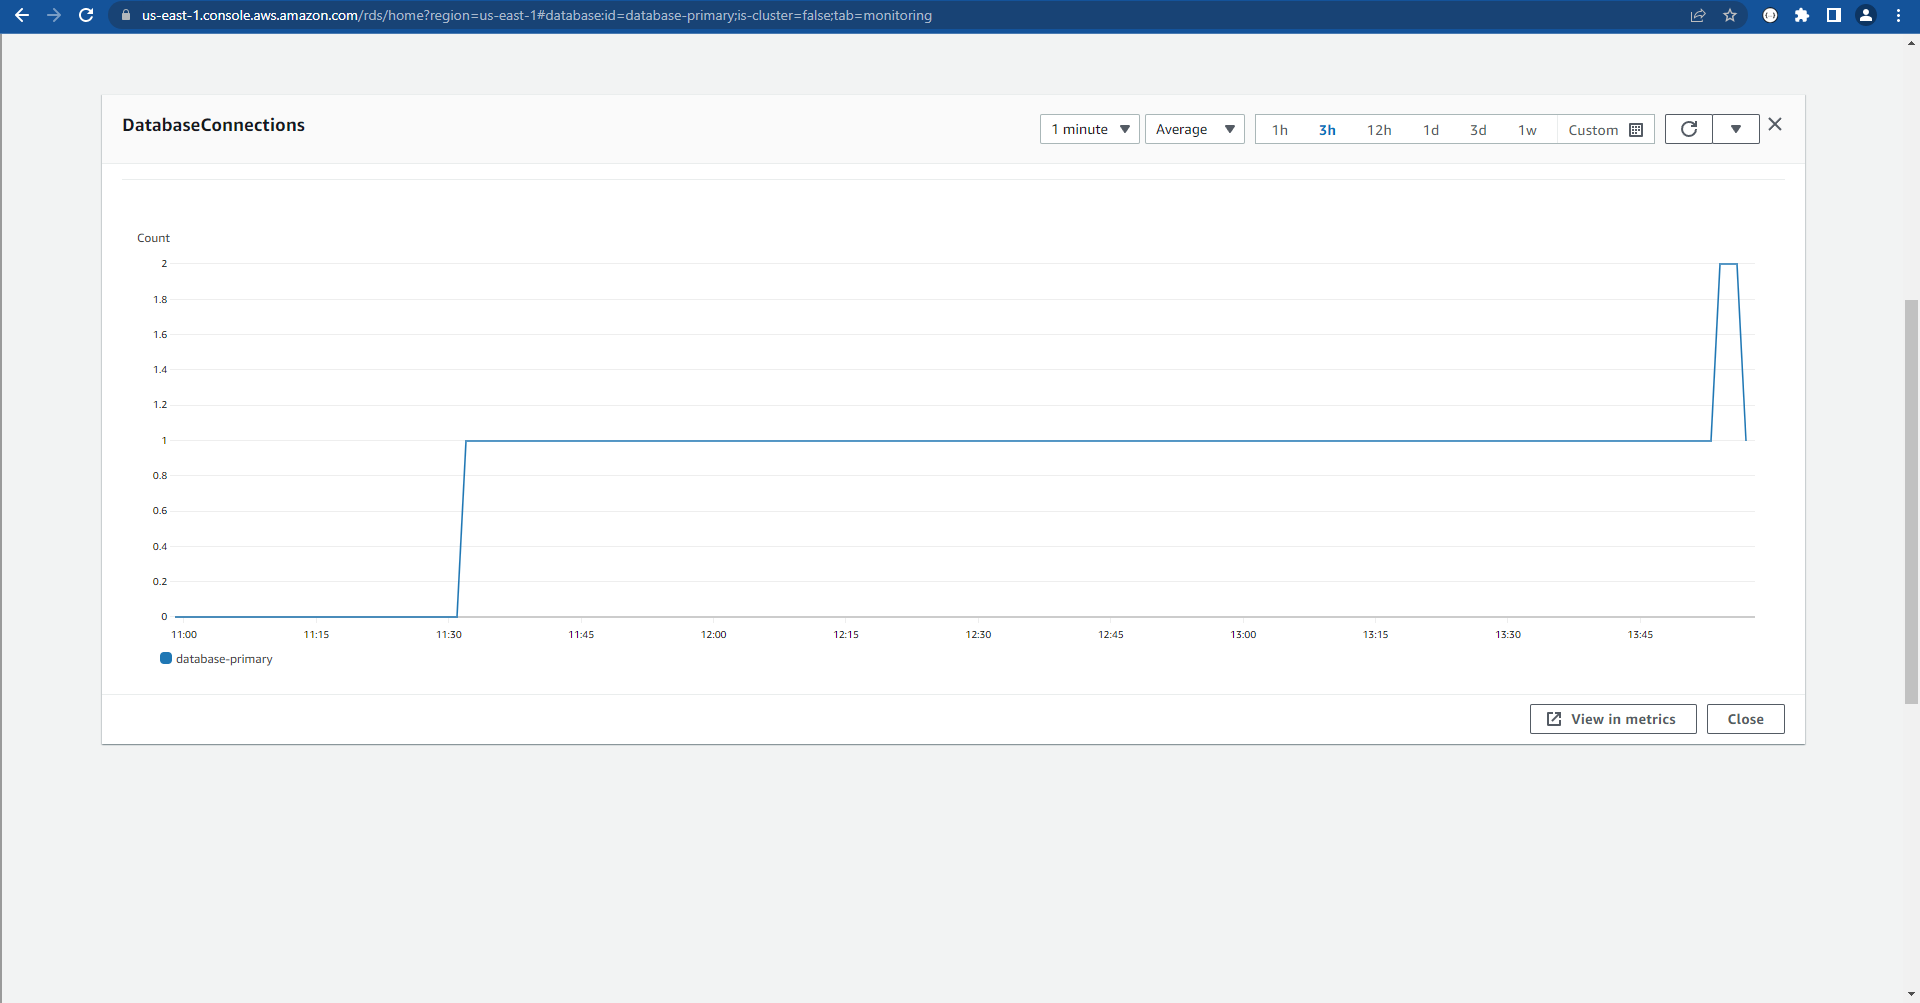 us-east-1.console.aws.amazon.com/rds/home?region=us-east-1#database:id=database-primary;is-cluster=false;tab=monitoring
DatabaseConnections
1 minute Average 1h 3h 12h 1d 3d 1w Custom
Count
2
1.8
1.6
1.4
1.2
1
0.8
0.6
0.4
0.2
0
11:00 11:15 11:30 11:45 12:00 12:15 12:30 12:45 13:00 13:15 13:30 13:45
database-primary
View in metrics Close